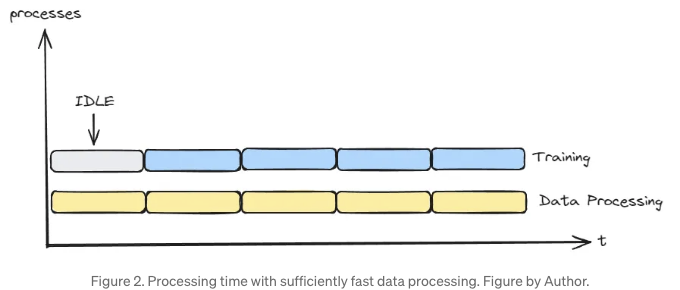 processes
IDLE
Training
Data Processing
t
Figure 2. Processing time with sufficiently fast data processing. Figure by Author.